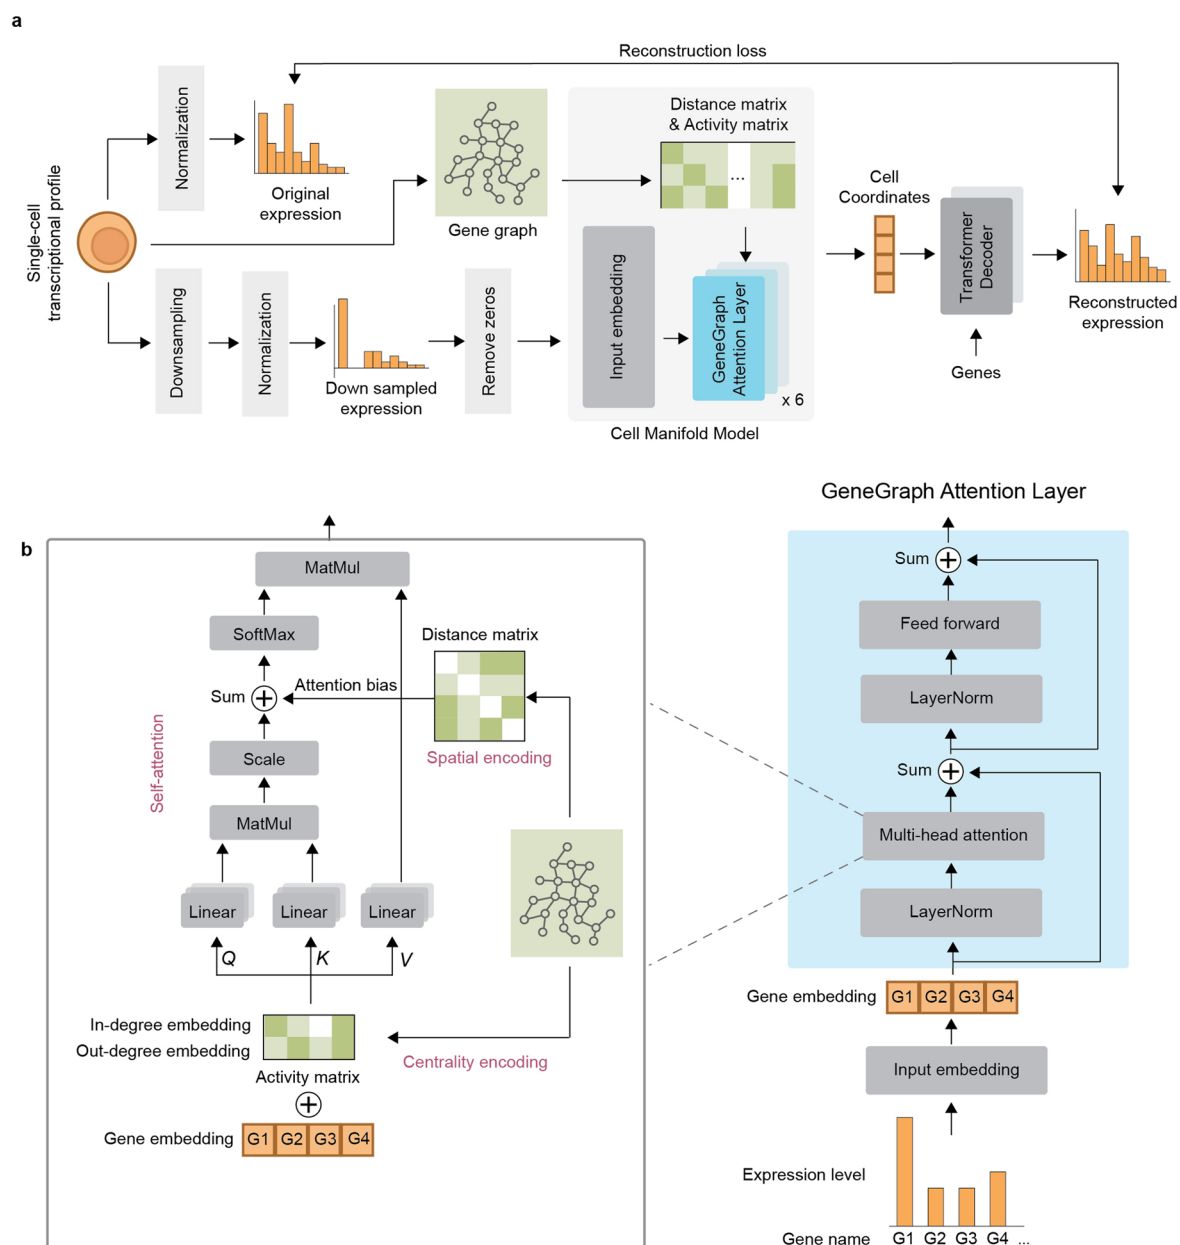 a
Reconstruction loss
Single-cell
transcriptional profile
Normalization
Original
expression
Gene graph
Distance matrix
& Activity matrix
...
Cell
Coordinates
Transformer
Decoder
Reconstructed
expression
Genes
Downsampling
Normalization
Down sampled
expression
Remove zeros
Input embedding
GeneGraph
Attention Layer
x 6
Cell Manifold Model
b
MatMul
SoftMax
Distance matrix
Sum
Attention bias
Spatial encoding
Scale
Self-attention
MatMul
Linear
Linear
Linear
Q
K
V
In-degree embedding
Out-degree embedding
Activity matrix
Centrality encoding
Gene embedding
G1 G2 G3 G4
GeneGraph Attention Layer
Sum
Feed forward
LayerNorm
Sum
Multi-head attention
LayerNorm
Gene embedding
G1 G2 G3 G4
Input embedding
Expression level
Gene name
G1 G2 G3 G4 ...